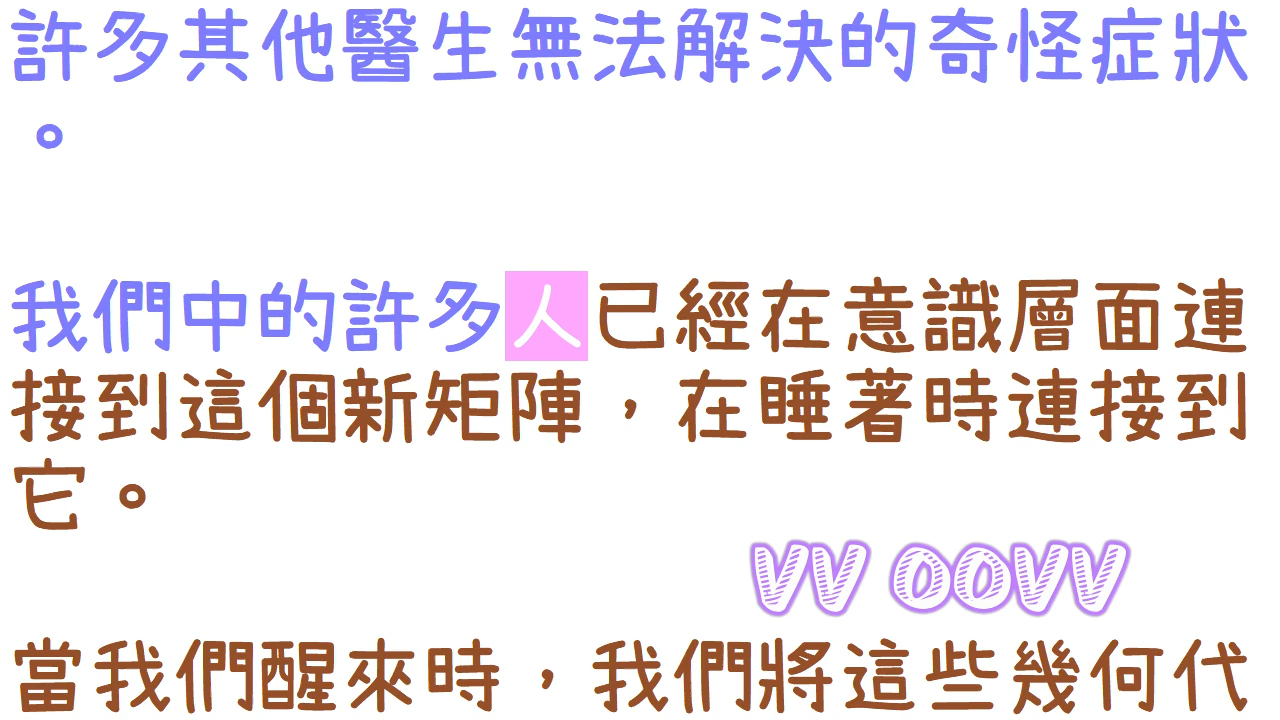 許多其他醫生無法解決的奇怪症狀
。
我們中的許多人已經在意識層面連
接到這個新矩陣，在睡著時連接到
它。
VV OOVV
當我們醒來時，我們將這些幾何代